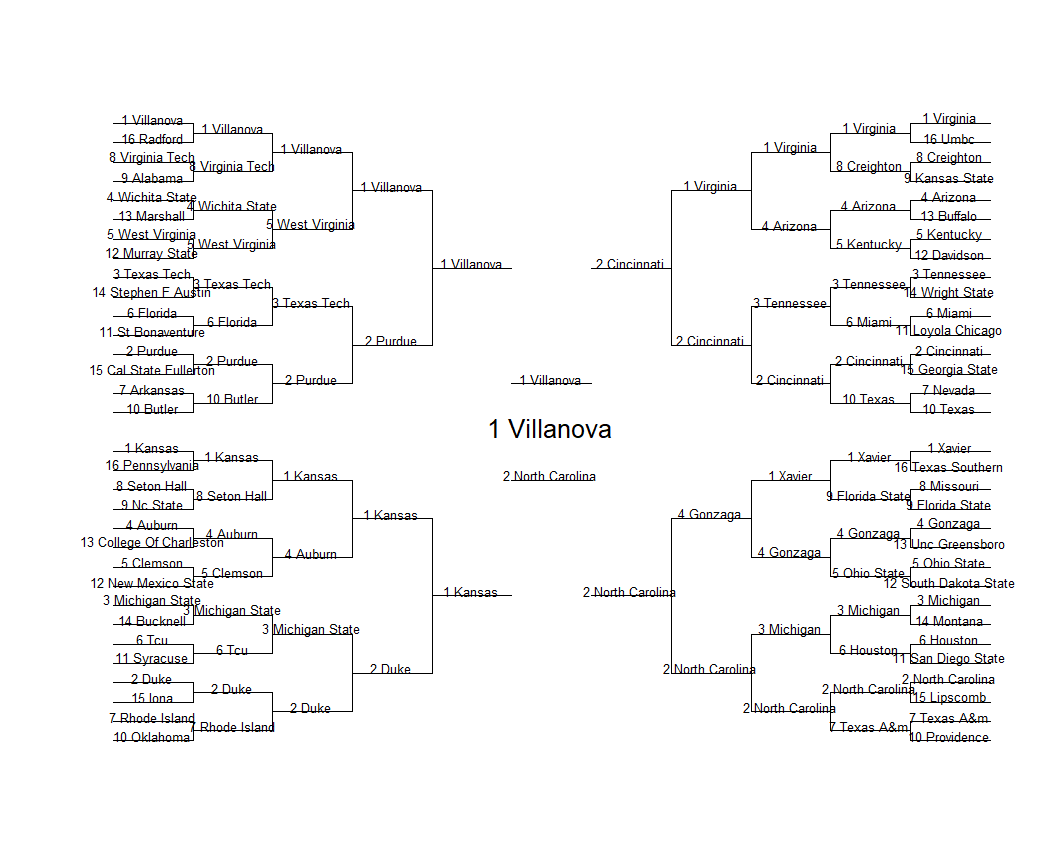 1 Villanova
16 Radford
8 Virginia Tech
9 Alabama
4 Wichita State
13 Marshall
5 West Virginia
12 Murray State
3 Texas Tech
14 Stephen F Austin
6 Florida
11 St Bonaventure
2 Purdue
15 Cal State Fullerton
7 Arkansas
10 Butler
1 Villanova
8 Virginia Tech
4 Wichita State
5 West Virginia
3 Texas Tech
6 Florida
2 Purdue
10 Butler
1 Villanova
5 West Virginia
3 Texas Tech
2 Purdue
1 Villanova
2 Purdue
1 Villanova
1 Kansas
16 Pennsylvania
8 Seton Hall
9 Nc State
4 Auburn
13 College Of Charleston
5 Clemson
12 New Mexico State
3 Michigan State
14 Bucknell
6 Tcu
11 Syracuse
2 Duke
15 Iona
7 Rhode Island
10 Oklahoma
1 Kansas
8 Seton Hall
4 Auburn
5 Clemson
3 Michigan State
6 Tcu
2 Duke
7 Rhode Island
1 Kansas
4 Auburn
3 Michigan State
2 Duke
1 Kansas
2 Duke
1 Kansas
1 Villanova
1 Villanova
2 North Carolina
2 Cincinnati
1 Virginia
2 Cincinnati
1 Virginia
4 Arizona
3 Tennessee
2 Cincinnati
1 Virginia
8 Creighton
4 Arizona
5 Kentucky
3 Tennessee
6 Miami
2 Cincinnati
10 Texas
1 Virginia
16 Umbc
8 Creighton
9 Kansas State
4 Arizona
13 Buffalo
5 Kentucky
12 Davidson
3 Tennessee
14 Wright State
6 Miami
11 Loyola Chicago
2 Cincinnati
15 Georgia State
7 Nevada
10 Texas
2 North Carolina
4 Gonzaga
2 North Carolina
1 Xavier
4 Gonzaga
3 Michigan
2 North Carolina
1 Xavier
9 Florida State
4 Gonzaga
5 Ohio State
3 Michigan
6 Houston
2 North Carolina
7 Texas A&m
1 Xavier
16 Texas Southern
8 Missouri
9 Florida State
4 Gonzaga
13 Unc Greensboro
5 Ohio State
12 South Dakota State
3 Michigan
14 Montana
6 Houston
11 San Diego State
2 North Carolina
15 Lipscomb
7 Texas A&m
10 Providence